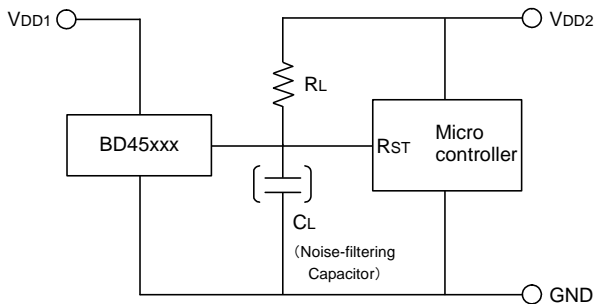 VDD1
VDD2
RL
BD45xxx
RST
Micro
controller
CL
（Noise-filtering
Capacitor）
GND